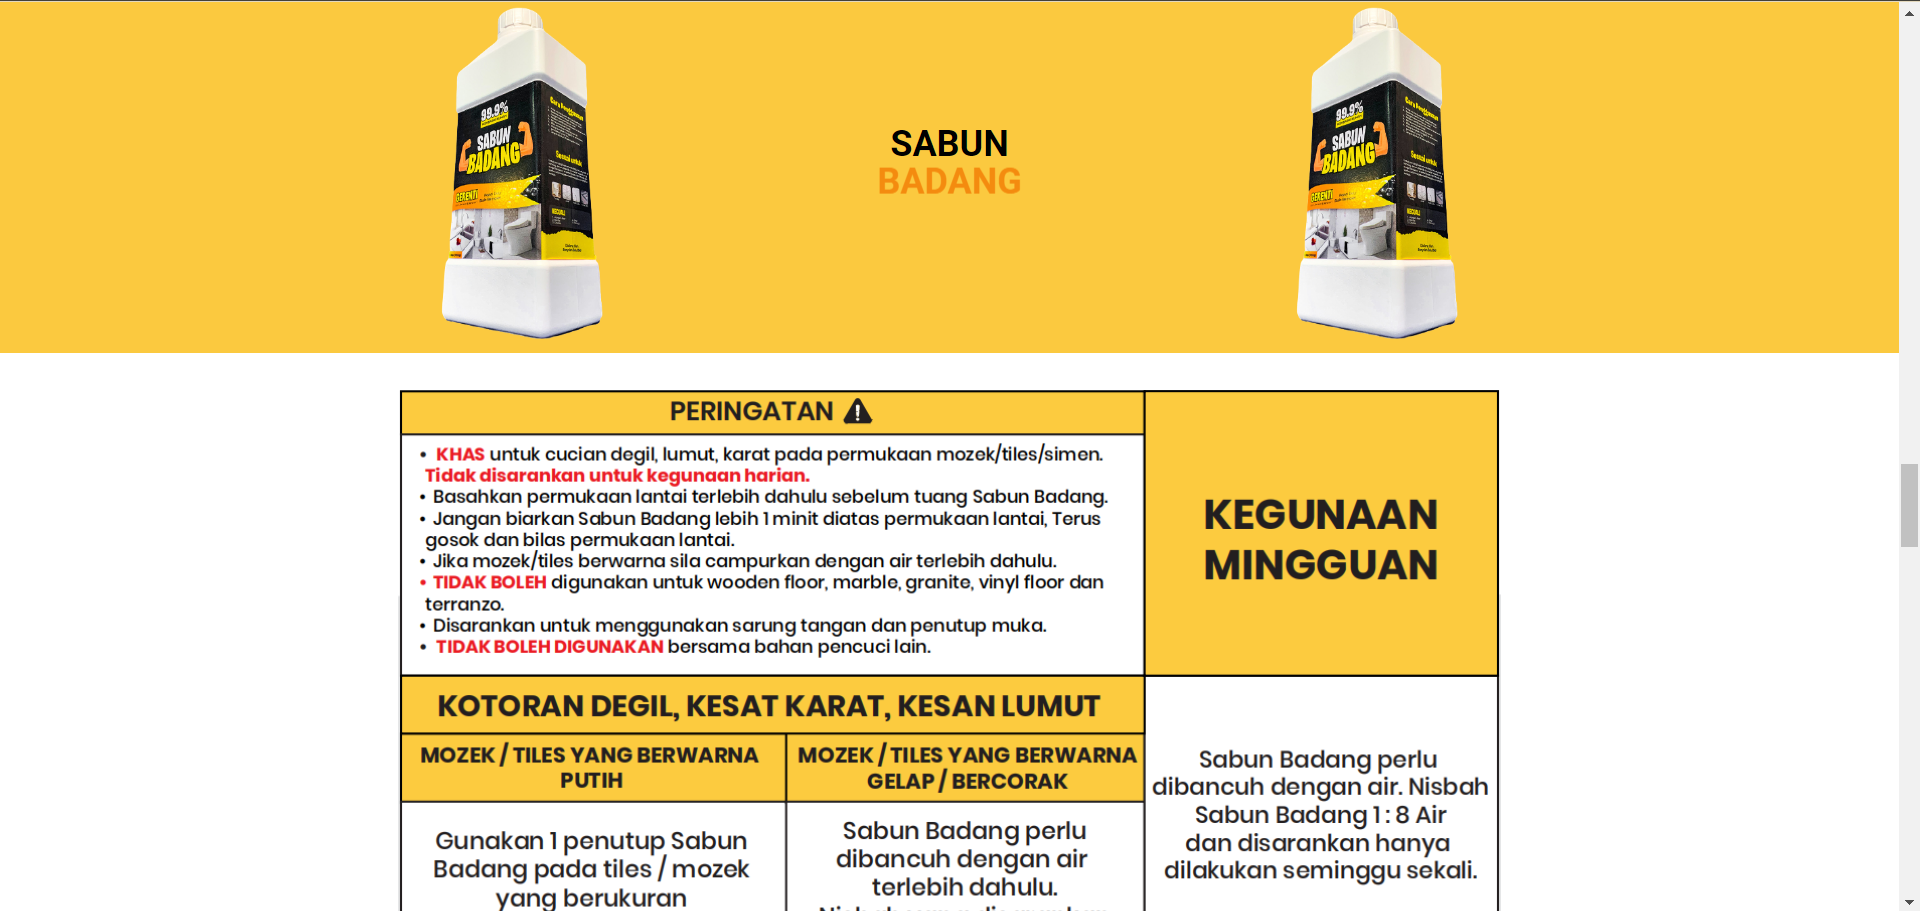 99.9%
SABUN
BADANG
SABUN
BADANG
99.9%
SABUN
BADANG
PERINGATAN
• KHAS untuk cucian degil, lumut, karat pada permukaan mozek/tiles/simen.
Tidak disarankan untuk kegunaan harian.
• Basahkan permukaan lantai terlebih dahulu sebelum tuang Sabun Badang.
• Jangan biarkan Sabun Badang lebih 1 minit diatas permukaan lantai, Terus
gosok dan bilas permukaan lantai.
• Jika mozek/tiles berwarna sila campurkan dengan air terlebih dahulu.
• TIDAK BOLEH digunakan untuk wooden floor, marble, granite, vinyl floor dan
terranzo.
• Disarankan untuk menggunakan sarung tangan dan penutup muka.
• TIDAK BOLEH DIGUNAKAN bersama bahan pencuci lain.
KEGUNAAN
MINGGUAN
KOTORAN DEGIL, KESAT KARAT, KESAN LUMUT
MOZEK / TILES YANG BERWARNA
PUTIH
MOZEK / TILES YANG BERWARNA
GELAP / BERCORAK
Gunakan 1 penutup Sabun
Badang pada tiles / mozek
yang berukuran
Sabun Badang perlu
dibancuh dengan air
terlebih dahulu.
Sabun Badang perlu
dibancuh dengan air. Nisbah
Sabun Badang 1 : 8 Air
dan disarankan hanya
dilakukan seminggu sekali.